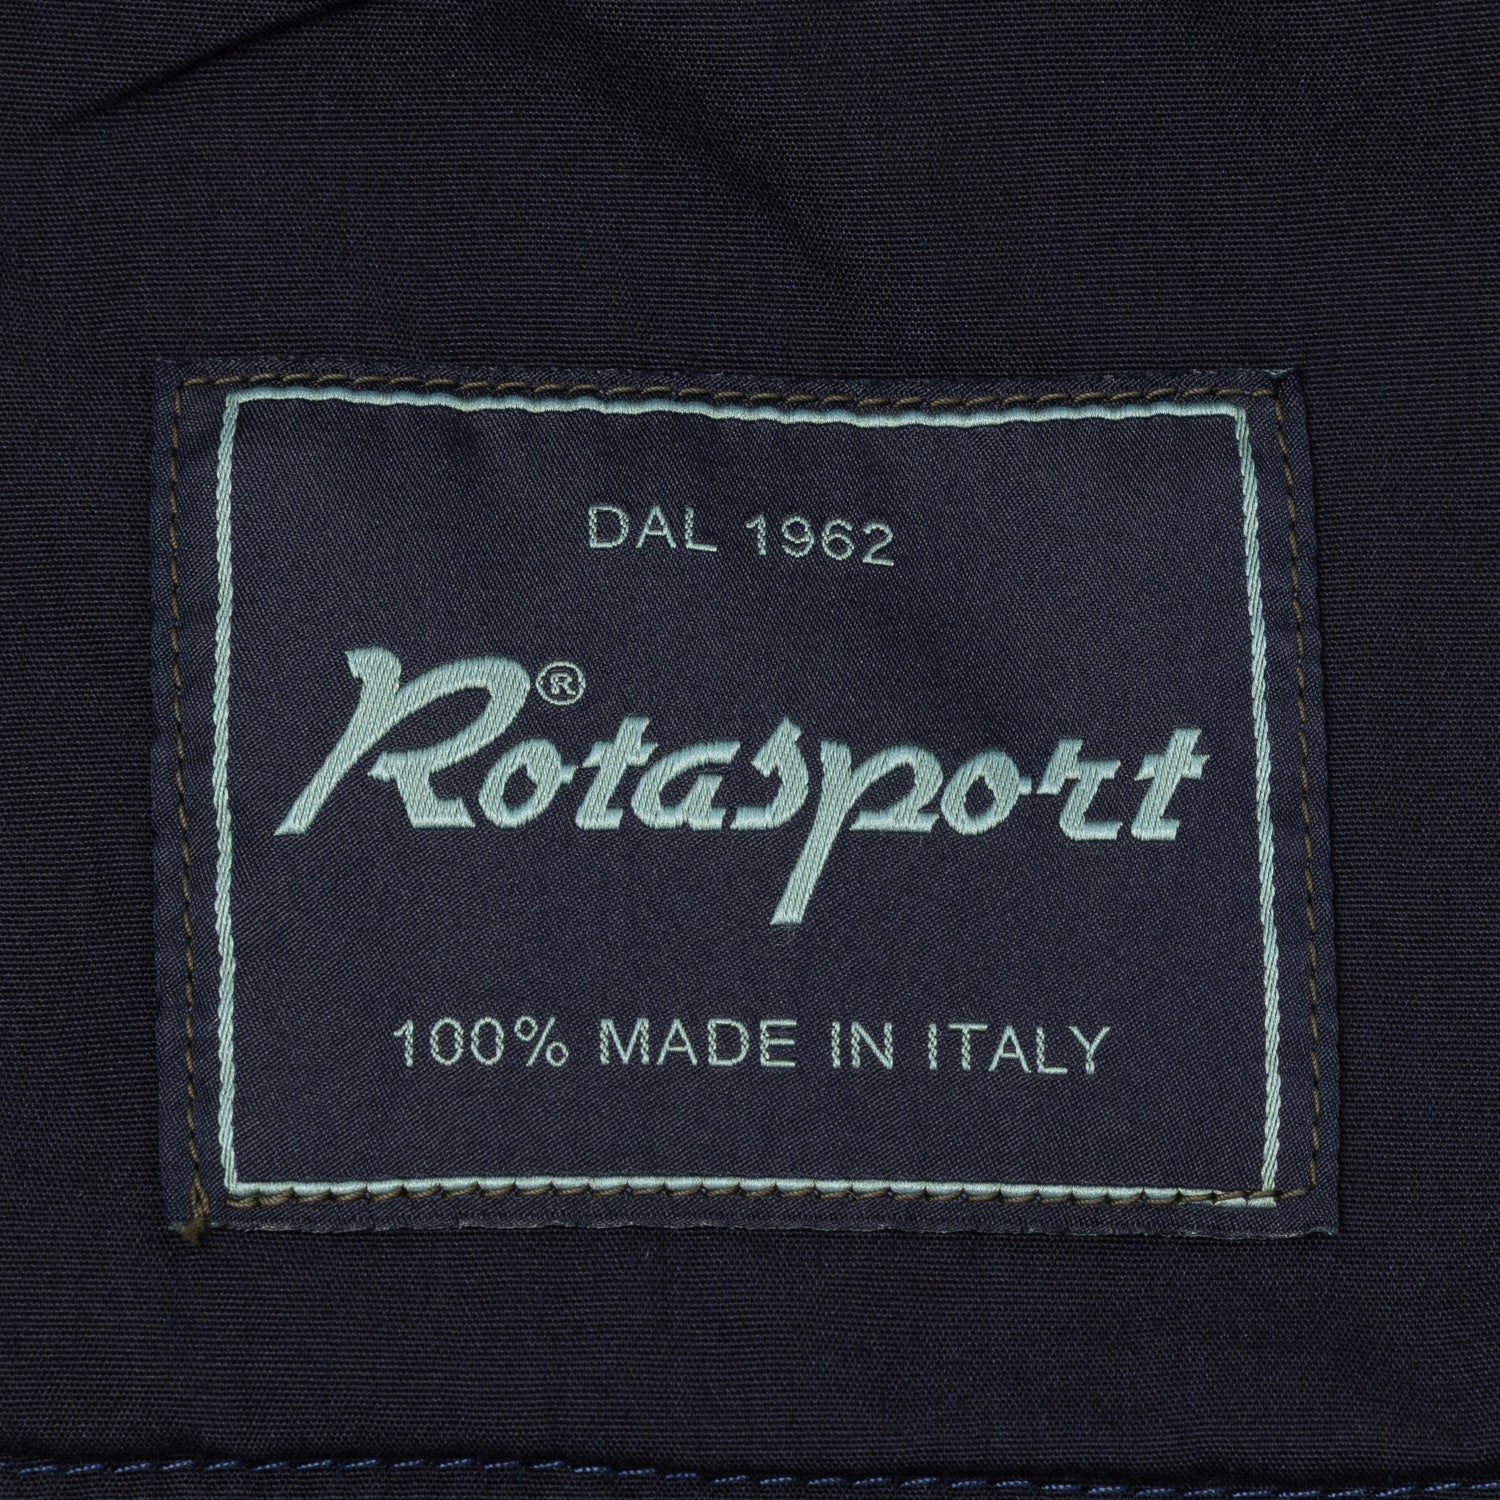 DAL 1962
Rotasport®
100% MADE IN ITALY